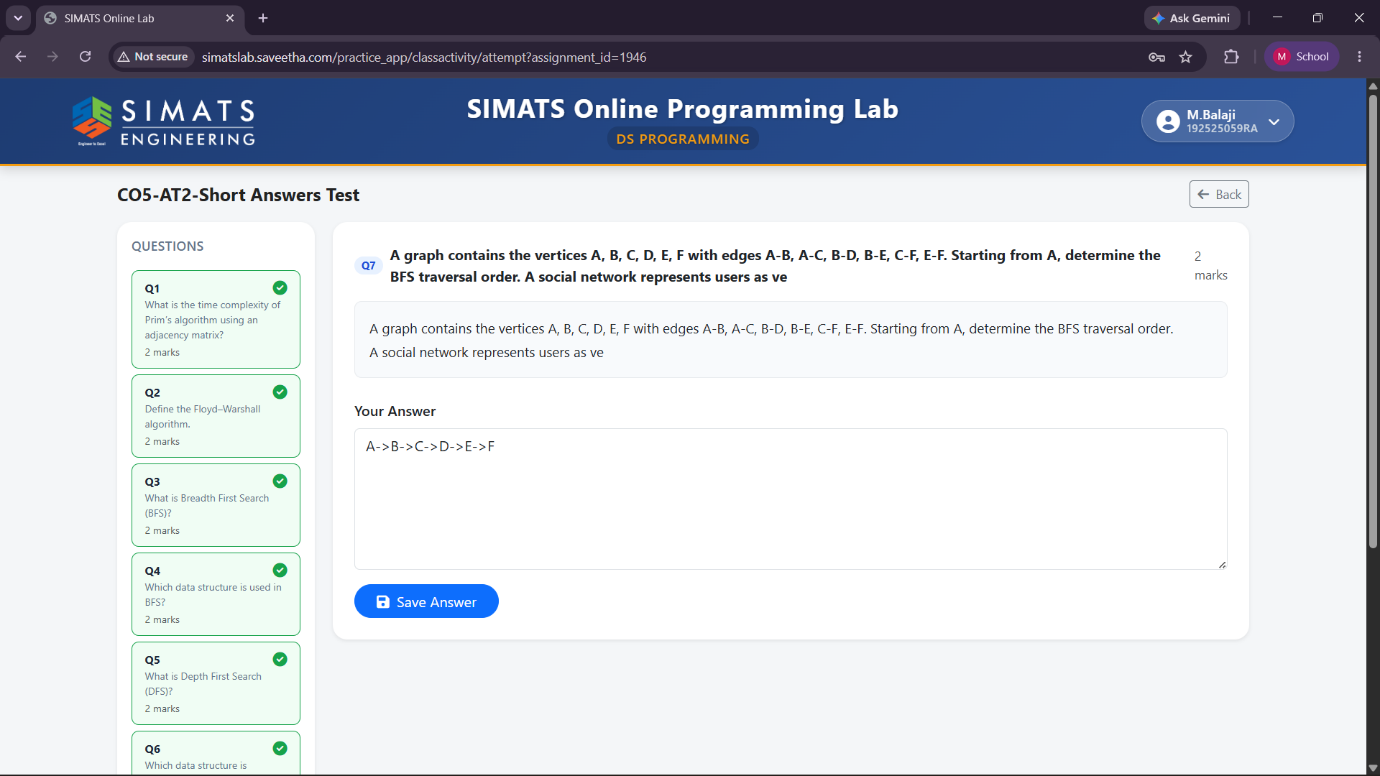 SIMATS Online Lab
Ask Gemini
Not secure
simatslab.saveetha.com/practice_app/classactivity/attempt?assignment_id=1946
M
School
SIMATS
ENGINEERING
SIMATS Online Programming Lab
DS PROGRAMMING
M.Balaji
192525059RA
CO5-AT2-Short Answers Test
Back
QUESTIONS
Q1
What is the time complexity of
Prim's algorithm using an
adjacency matrix?
2 marks
Q2
Define the Floyd–Warshall
algorithm.
2 marks
Q3
What is Breadth First Search
(BFS)?
2 marks
Q4
Which data structure is used in
BFS?
2 marks
Q5
What is Depth First Search
(DFS)?
2 marks
Q6
Which data structure is
Q7
A graph contains the vertices A, B, C, D, E, F with edges A-B, A-C, B-D, B-E, C-F, E-F. Starting from A, determine the
BFS traversal order. A social network represents users as ve
2
marks
A graph contains the vertices A, B, C, D, E, F with edges A-B, A-C, B-D, B-E, C-F, E-F. Starting from A, determine the BFS traversal order.
A social network represents users as ve
Your Answer
A->B->C->D->E->F
Save Answer